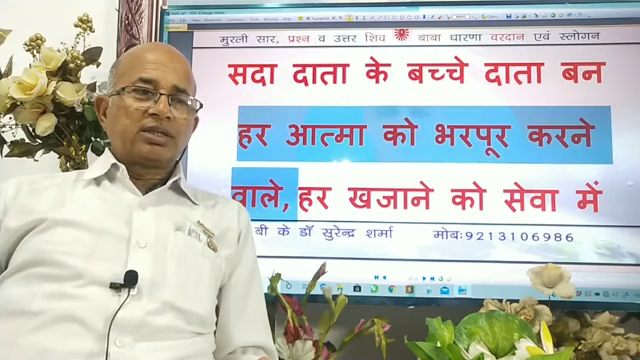 मुरली सार, प्रश्न व उत्तर शिव बाबा धारणा वरदान एवं स्लोगन
सदा दाता के बच्चे दाता बन
हर आत्मा को भरपूर करने
वाले, हर खजाने को सेवा में
बी के डॉ सुरेन्द्र शर्मा मोबः9213106986